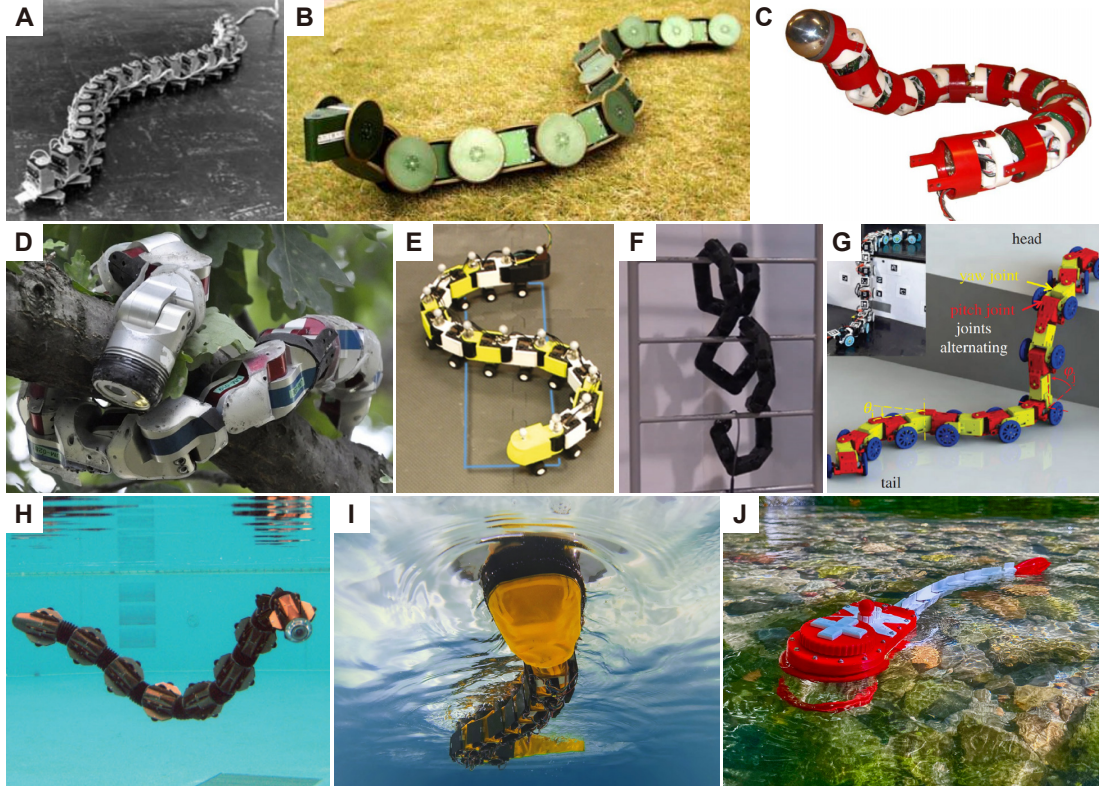 A
B
C
D
E
F
G
head
yaw joint
pitch joint
joints
alternating
θ
tail
H
I
J